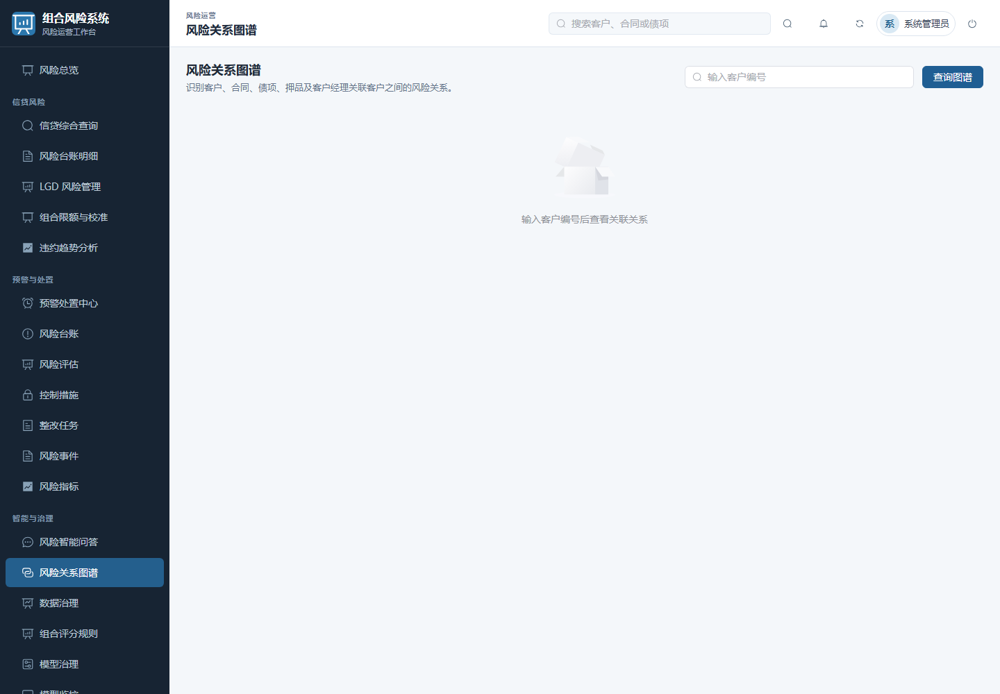 组合风险系统
风险运营工作台
风险总览
信贷风险
信贷综合查询
风险台账明细
LGD 风险管理
组合限额与校准
违约趋势分析
预警与处置
预警处置中心
风险台账
风险评估
控制措施
整改任务
风险事件
风险指标
智能与治理
风险智能问答
风险关系图谱
数据治理
组合评分规则
模型治理
模型监控
风险运营
风险关系图谱
搜索客户、合同或债项
系 系统管理员
风险关系图谱
识别客户、合同、债项、押品及客户经理关联客户之间的风险关系。
输入客户编号
查询图谱
输入客户编号后查看关联关系